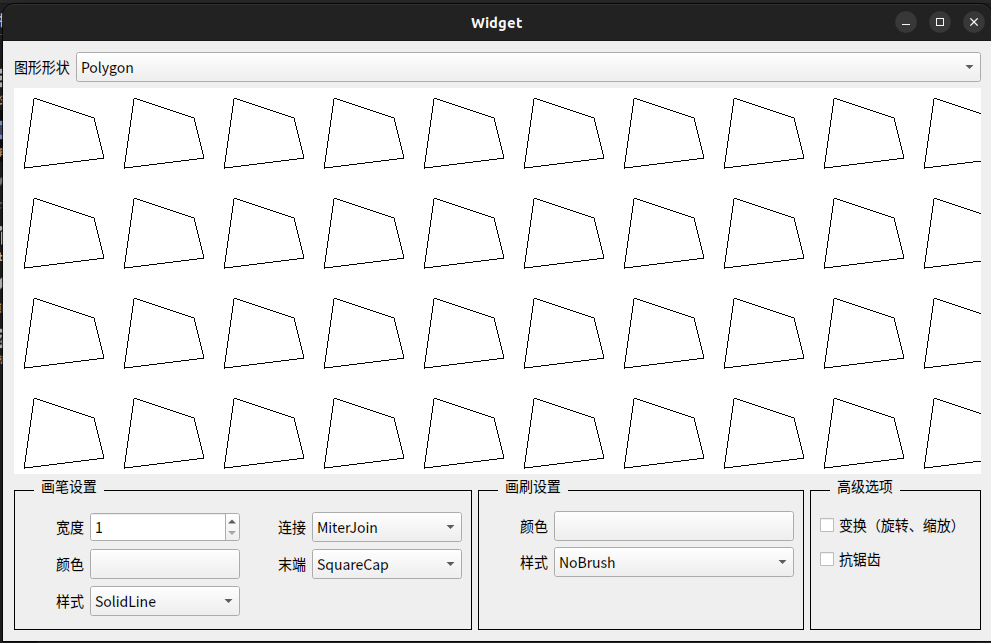 Widget
图形形状 Polygon
画笔设置
宽度 1 连接 MiterJoin
颜色 末端 SquareCap
样式 SolidLine
画刷设置
颜色
样式 NoBrush
高级选项
变换（旋转、缩放）
抗锯齿